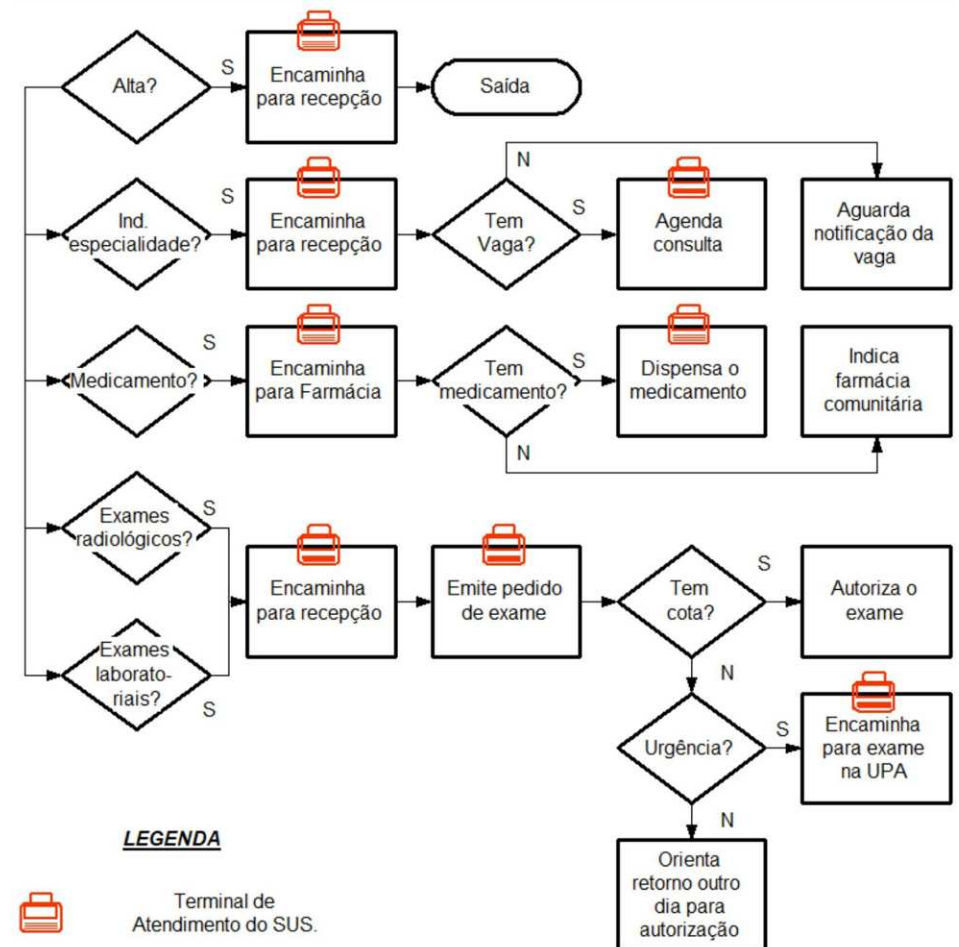 Alta?
S
Encaminha
para recepção
Saída
Ind.
especialidade?
S
Encaminha
para recepção
Tem
Vaga?
N
S
Agenda
consulta
Aguarda
notificação da
vaga
Medicamento?
S
Encaminha
para Farmácia
Tem
medicamento?
S
N
Dispensa o
medicamento
Indica
farmácia
comunitária
Exames
radiológicos?
S
Exames
laborato-
riais?
S
Encaminha
para recepção
Emite pedido
de exame
Tem
cota?
S
Autoriza o
exame
N
Urgência?
S
Encaminha
para exame
na UPA
N
Orienta
retorno outro
dia para
autorização
LEGENDA
Terminal de
Atendimento do SUS.